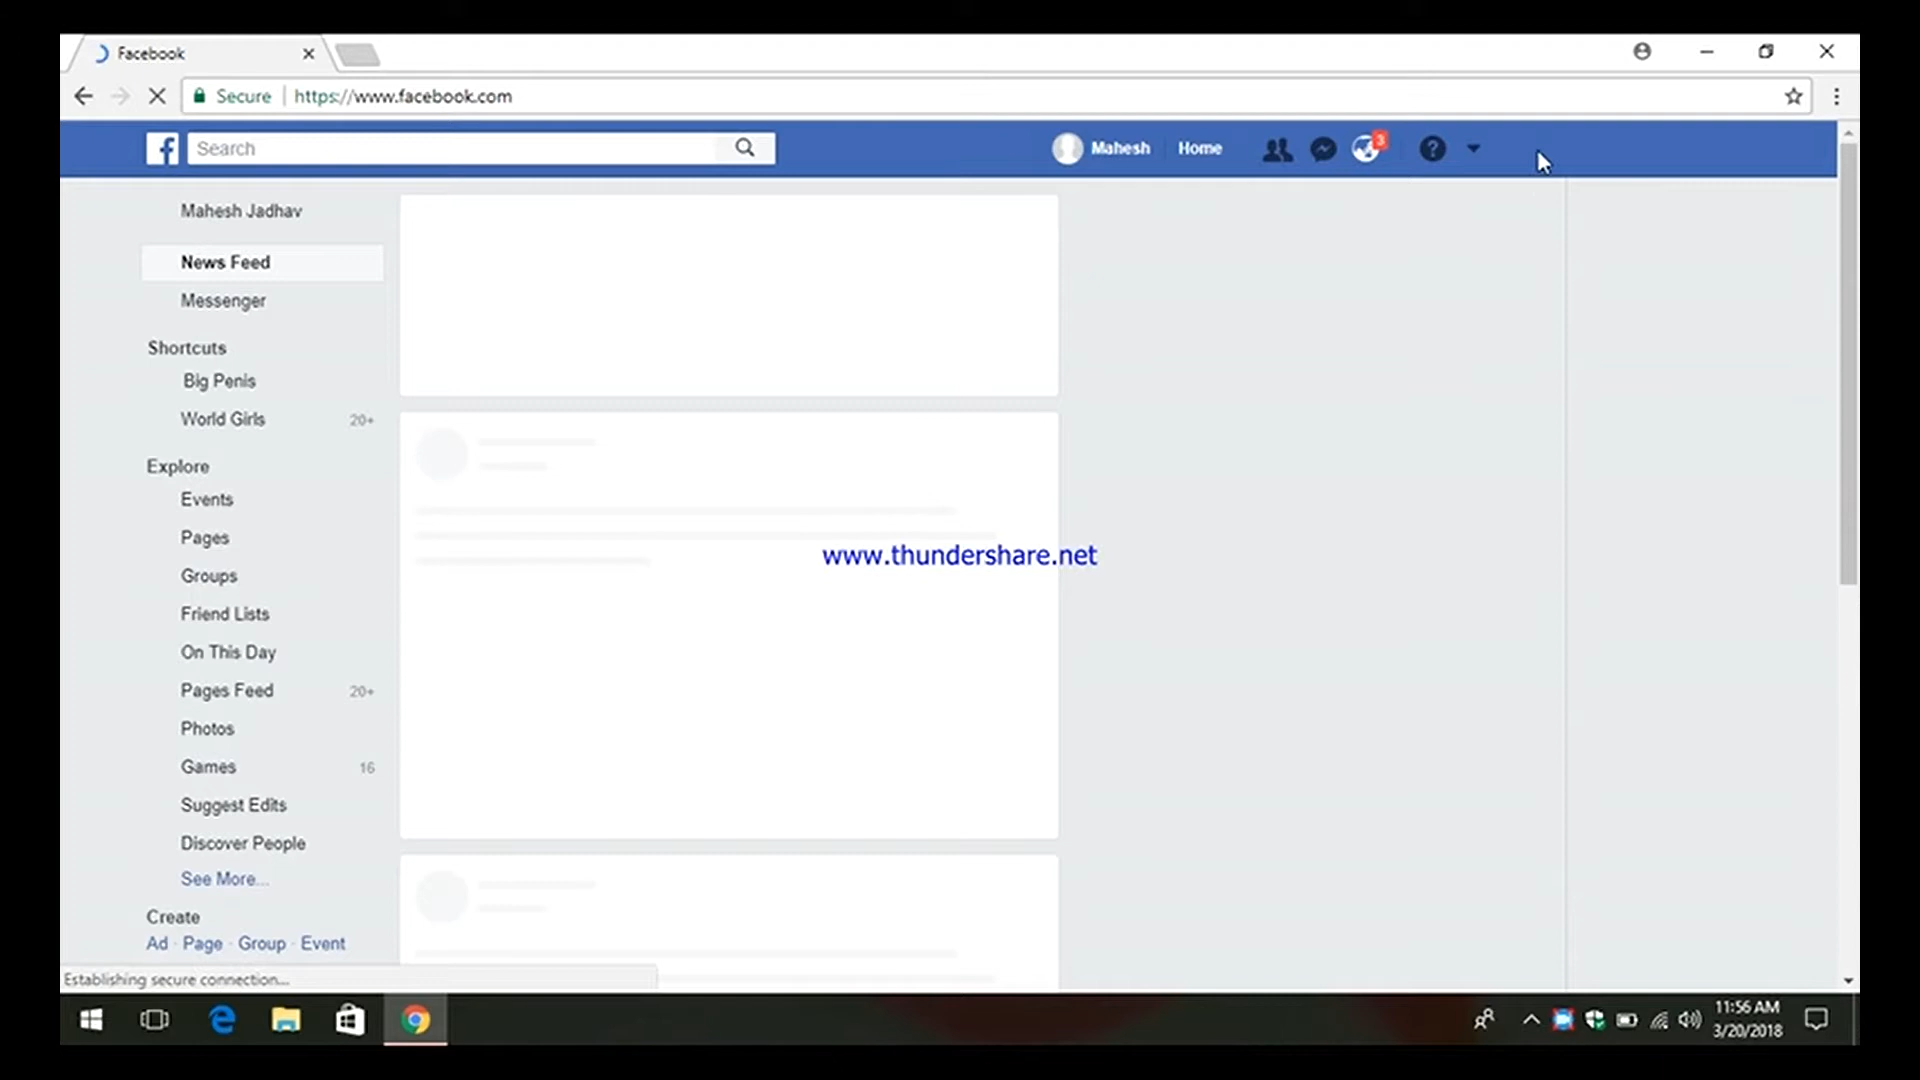 Facebook
Secure https://www.facebook.com
f Search Mahesh Home 3 ?
Mahesh Jadhav
News Feed
Messenger
Shortcuts
Big Penis
World Girls 20+
Explore
Events
Pages
Groups
Friend Lists
On This Day
Pages Feed 20+
Photos
Games 16
Suggest Edits
Discover People
See More...
Create
Ad · Page · Group · Event
www.thundershare.net
Establishing secure connection...
11:56 AM
3/20/2018